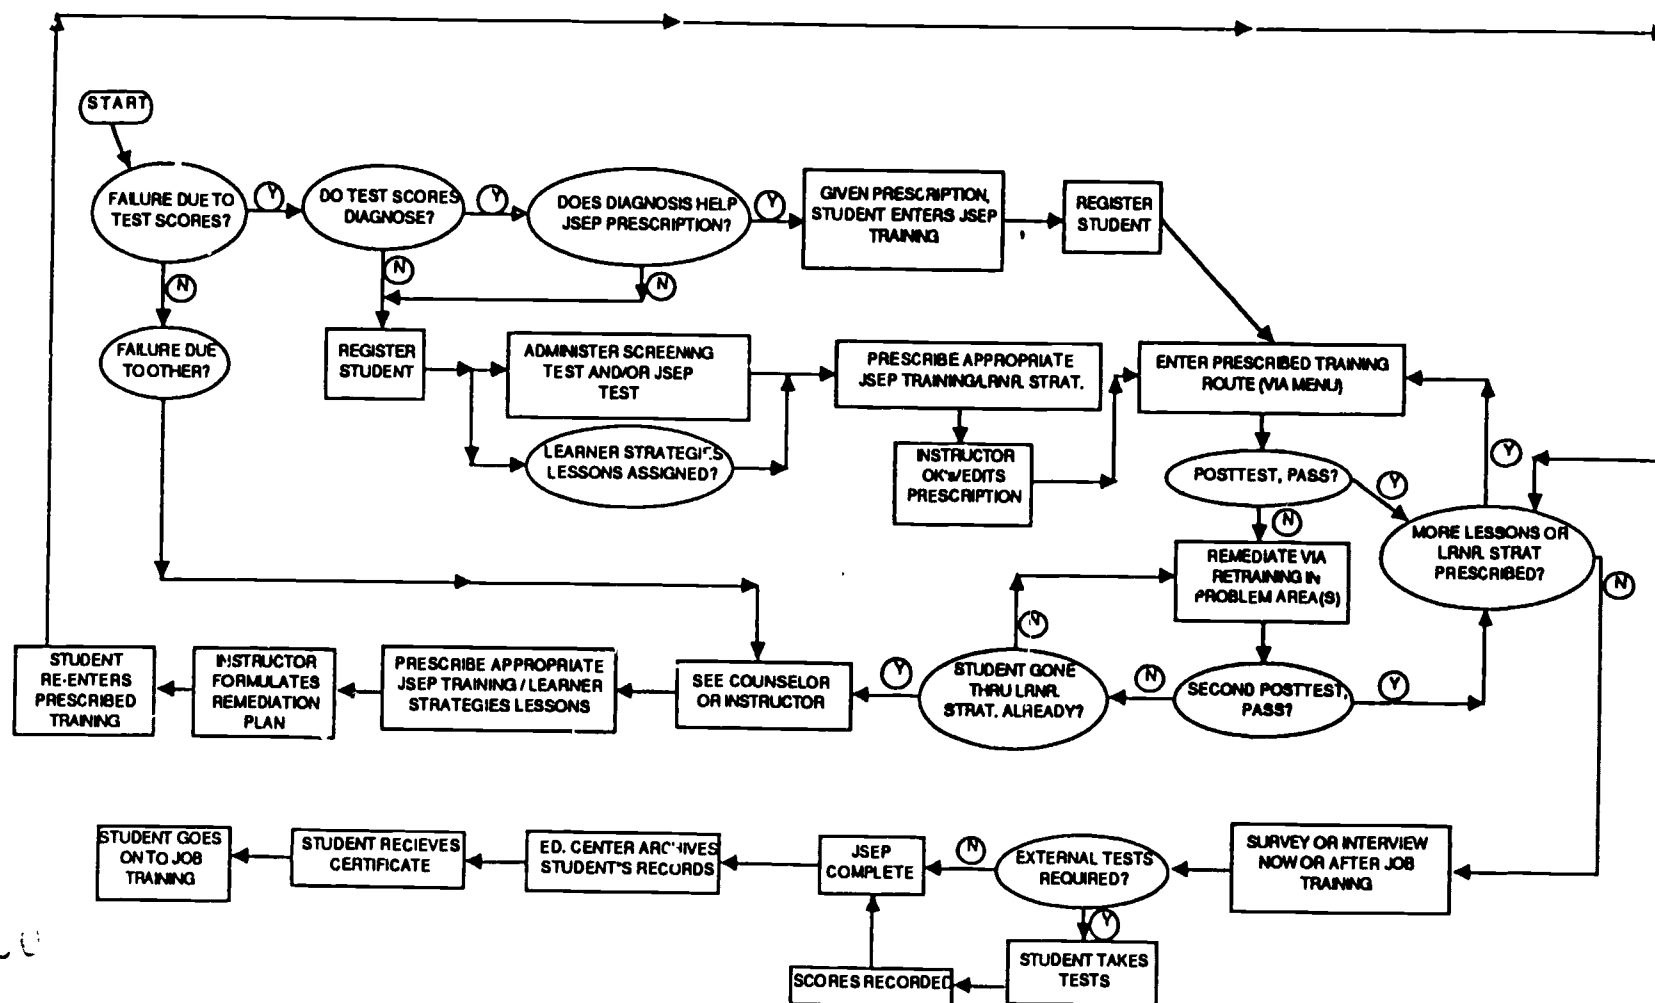 START
FAILURE DUE TO
TEST SCORES?
Y
DO TEST SCORES
DIAGNOSE?
Y
DOES DIAGNOSIS HELP
JSEP PRESCRIPTION?
Y
GIVEN PRESCRIPTION,
STUDENT ENTERS JSEP
TRAINING
REGISTER
STUDENT
N
N
N
FAILURE DUE
TO OTHER?
REGISTER
STUDENT
ADMINISTER SCREENING
TEST AND/OR JSEP
TEST
LEARNER STRATEGIES
LESSONS ASSIGNED?
PRESCRIBE APPROPRIATE
JSEP TRAINING/LRNR. STRAT.
INSTRUCTOR
OK's/EDITS
PRESCRIPTION
ENTER PRESCRIBED TRAINING
ROUTE (VIA MENU)
POSTTEST, PASS?
Y
Y
N
MORE LESSONS OR
LRNR. STRAT
PRESCRIBED?
N
REMEDIATE VIA
RETRAINING IN
PROBLEM AREA(S)
N
STUDENT
RE-ENTERS
PRESCRIBED
TRAINING
INSTRUCTOR
FORMULATES
REMEDIATION
PLAN
PRESCRIBE APPROPRIATE
JSEP TRAINING / LEARNER
STRATEGIES LESSONS
SEE COUNSELOR
OR INSTRUCTOR
Y
STUDENT GONE
THRU LRNR.
STRAT. ALREADY?
N
SECOND POSTTEST,
PASS?
Y
STUDENT GOES
ON TO JOB
TRAINING
STUDENT RECIEVES
CERTIFICATE
ED. CENTER ARCHIVES
STUDENT"S RECORDS
JSEP
COMPLETE
N
EXTERNAL TESTS
REQUIRED?
SURVEY OR INTERVIEW
NOW OR AFTER JOB
TRAINING
Y
SCORES RECORDED
STUDENT TAKES
TESTS